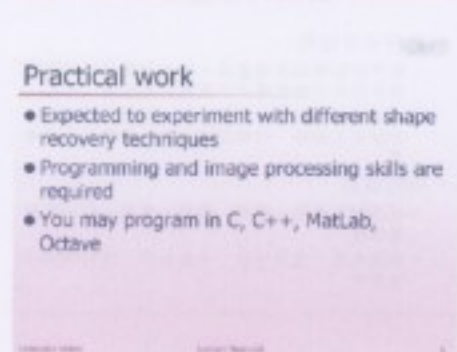 Practical work
● Expected to experiment with different shape
recovery techniques
● Programming and image processing skills are
required
● You may program in C, C++, MatLab,
Octave